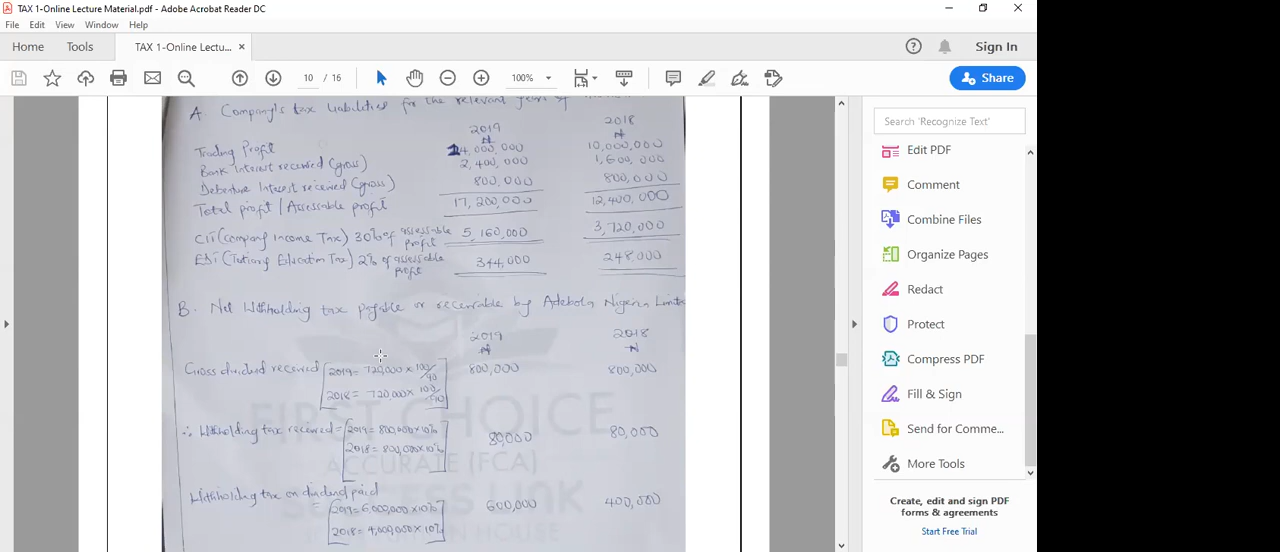 TAX 1-Online Lecture Material.pdf - Adobe Acrobat Reader DC
File Edit View Window Help
Home Tools TAX 1-Online Lectu... × Sign In
10 / 16 100% Share
A. Company's tax liabilities for the relevant years of
2019 2018
₦ ₦
Trading Profit 14,000,000 10,000,000
Bank Interest received (gross) 2,400,000 1,600,000
Debenture Interest received (gross) 800,000 800,000
Total profit / Assessable profit 17,200,000 12,400,000
CIT (Company Income Tax) 30% of assessable profit 5,160,000 3,720,000
EDT (Tertiary Education Tax) 2% of assessable profit 344,000 248,000
B. Net Withholding tax payable or receivable by Adebola Nigeria Limite
2019 2018
₦ ₦
Gross dividend received [2019 = 720,000 × 100/90 800,000 800,000
2018 = 720,000 × 100/90]
∴ Withholding tax received = [2019 = 800,000 × 10% 80,000 80,000
2018 = 800,000 × 10%]
Withholding tax on dividend paid
= [2019 = 6,000,000 × 10% 600,000 400,000
2018 = 4,000,000 × 10%]
FIRST CHOICE
ACCURATE (FCA)
SUCCESS LINK
ON HOUSE
Search 'Recognize Text'
Edit PDF
Comment
Combine Files
Organize Pages
Redact
Protect
Compress PDF
Fill & Sign
Send for Comme...
More Tools
Create, edit and sign PDF
forms & agreements
Start Free Trial